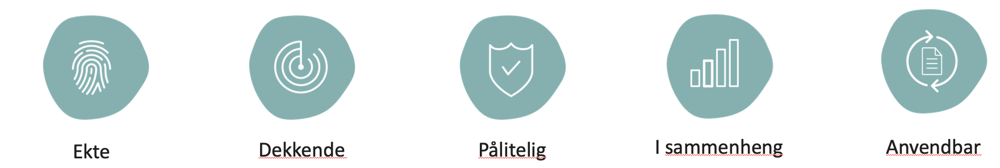 Ekte
Dekkende
Pålitelig
I sammenheng
Anvendbar